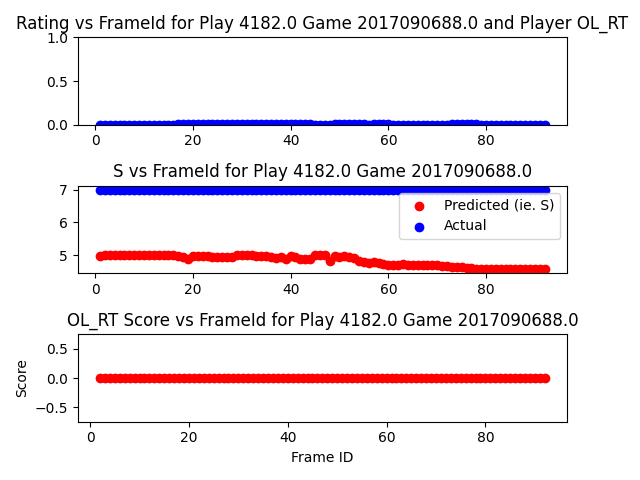 Rating vs FrameId for Play 4182.0 Game 2017090688.0 and Player OL_RT
1.0
0.5
0.0
0 20 40 60 80
S vs FrameId for Play 4182.0 Game 2017090688.0
7
6
5
Predicted (ie. S)
Actual
0 20 40 60 80
OL_RT Score vs FrameId for Play 4182.0 Game 2017090688.0
Score
0.5
0.0
−0.5
0 20 40 60 80
Frame ID